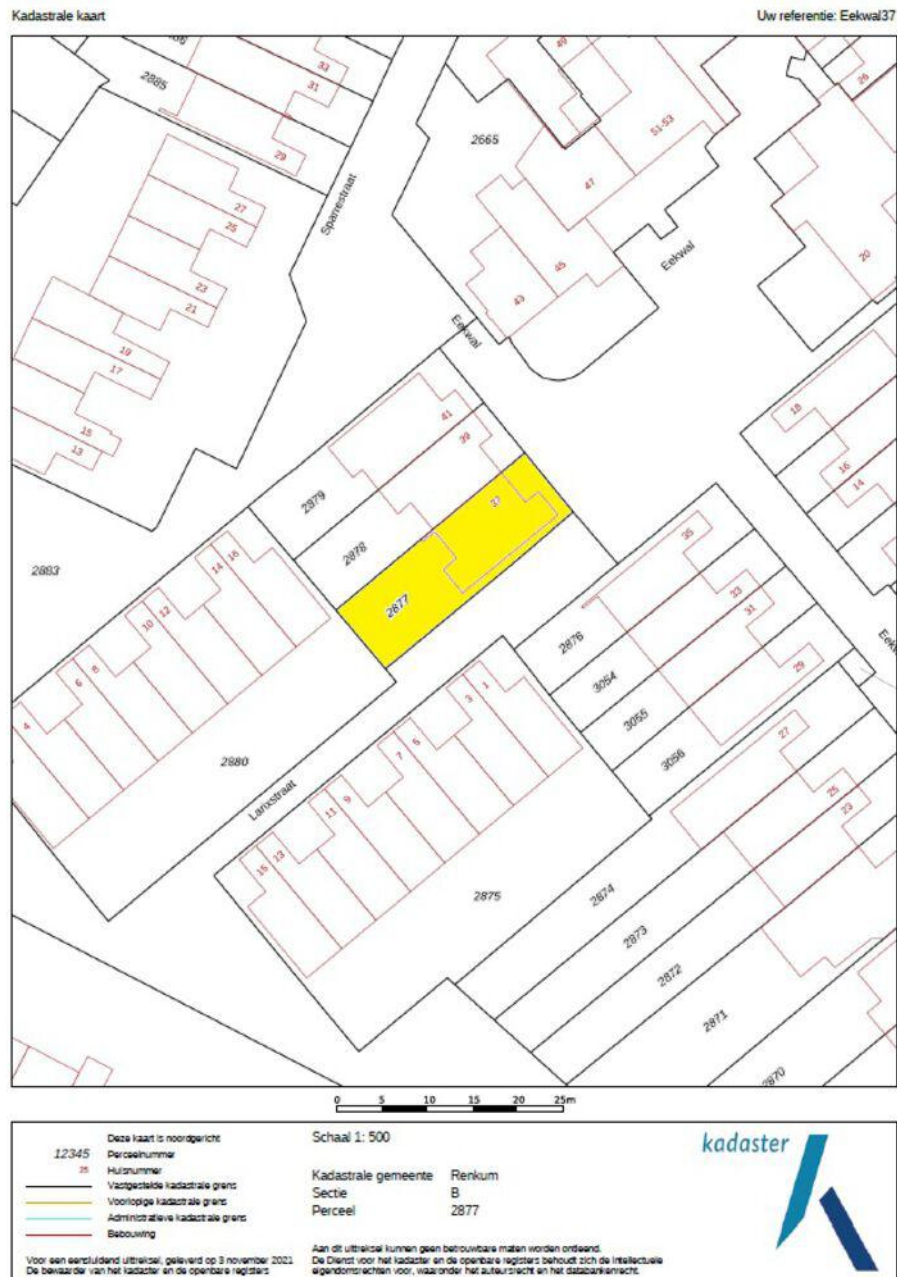 Kadastrale kaart
Uw referentie: Eekwal37
33
31
2885
29
49
26
51-53
2665
47
27
25
Sparrestraat
45
43
Eekwal
20
23
21
19
17
15
13
Eekwal
41
39
37
18
16
14
2879
2878
2877
2883
16
14
12
10
8
6
4
35
33
31
29
2876
3054
3055
3056
1
3
5
7
9
11
13
15
2880
Larixstraat
27
25
23
2875
2874
2873
2872
2871
2870
0 5 10 15 20 25m
Deze kaart is noordgericht
12345 Perceelnummer
25 Huisnummer
Vastgestelde kadastrale grens
Voorlopige kadastrale grens
Administratieve kadastrale grens
Bebouwing
Voor een eensluidend uittreksel, geleverd op 3 november 2021
De bewaarder van het kadaster en de openbare registers
Schaal 1: 500
Kadastrale gemeente Renkum
Sectie B
Perceel 2877
Aan dit uittreksel kunnen geen betrouwbare maten worden ontleend.
De Dienst voor het kadaster en de openbare registers behoudt zich de intellectuele
eigendomsrechten voor, waaronder het auteursrecht en het databankenrecht.
kadaster